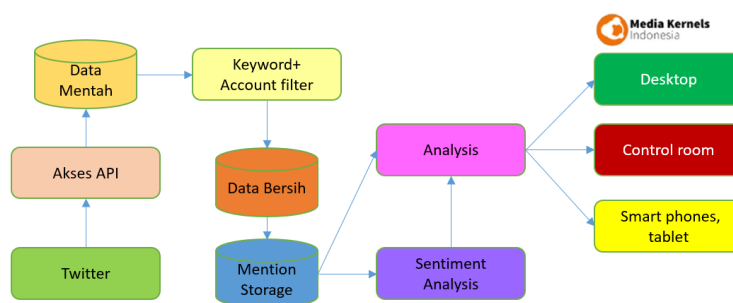 Media Kernels
Indonesia
Data
Mentah
Keyword+
Account filter
Desktop
Akses API
Data Bersih
Analysis
Control room
Twitter
Mention
Storage
Sentiment
Analysis
Smart phones,
tablet